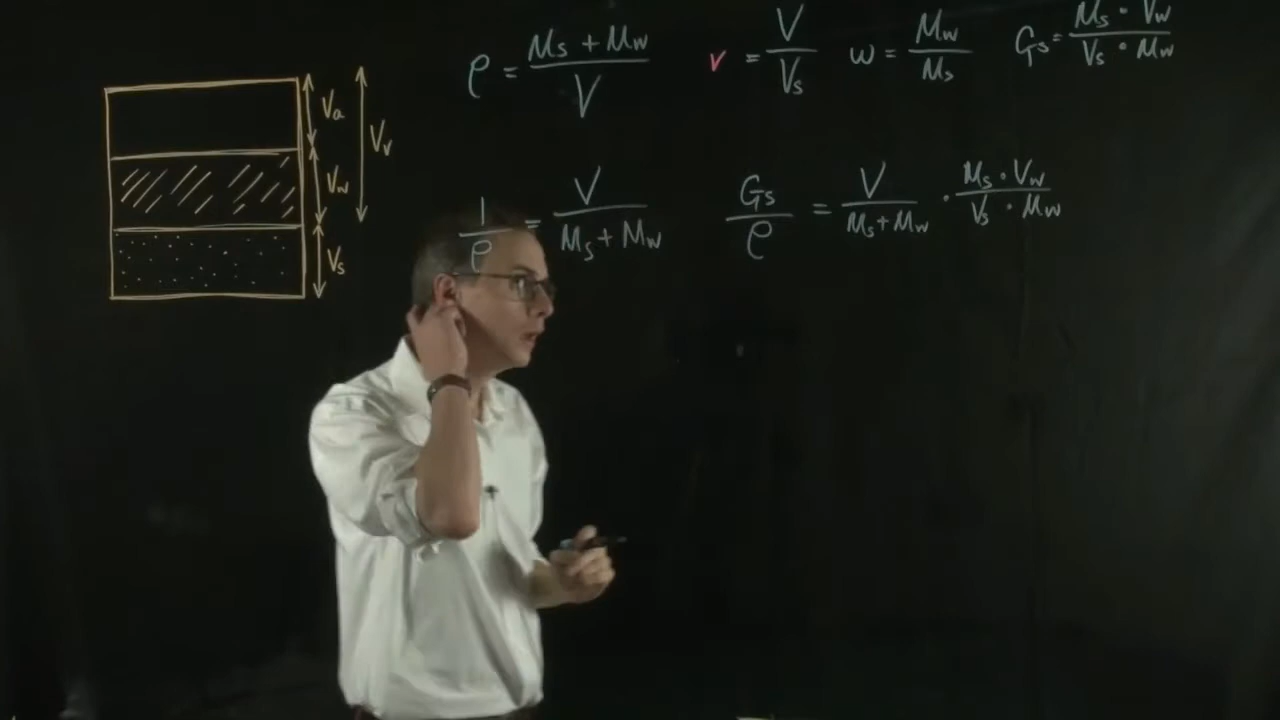 ρ = (Ms + Mw) / V    v = V / Vs    w = Mw / Ms    Gs = (Ms · Vw) / (Vs · Mw)
Va
Vv
Vw
Vs
1/ρ = V / (Ms + Mw)    Gs/ρ = V / (Ms + Mw) · (Ms · Vw) / (Vs · Mw)